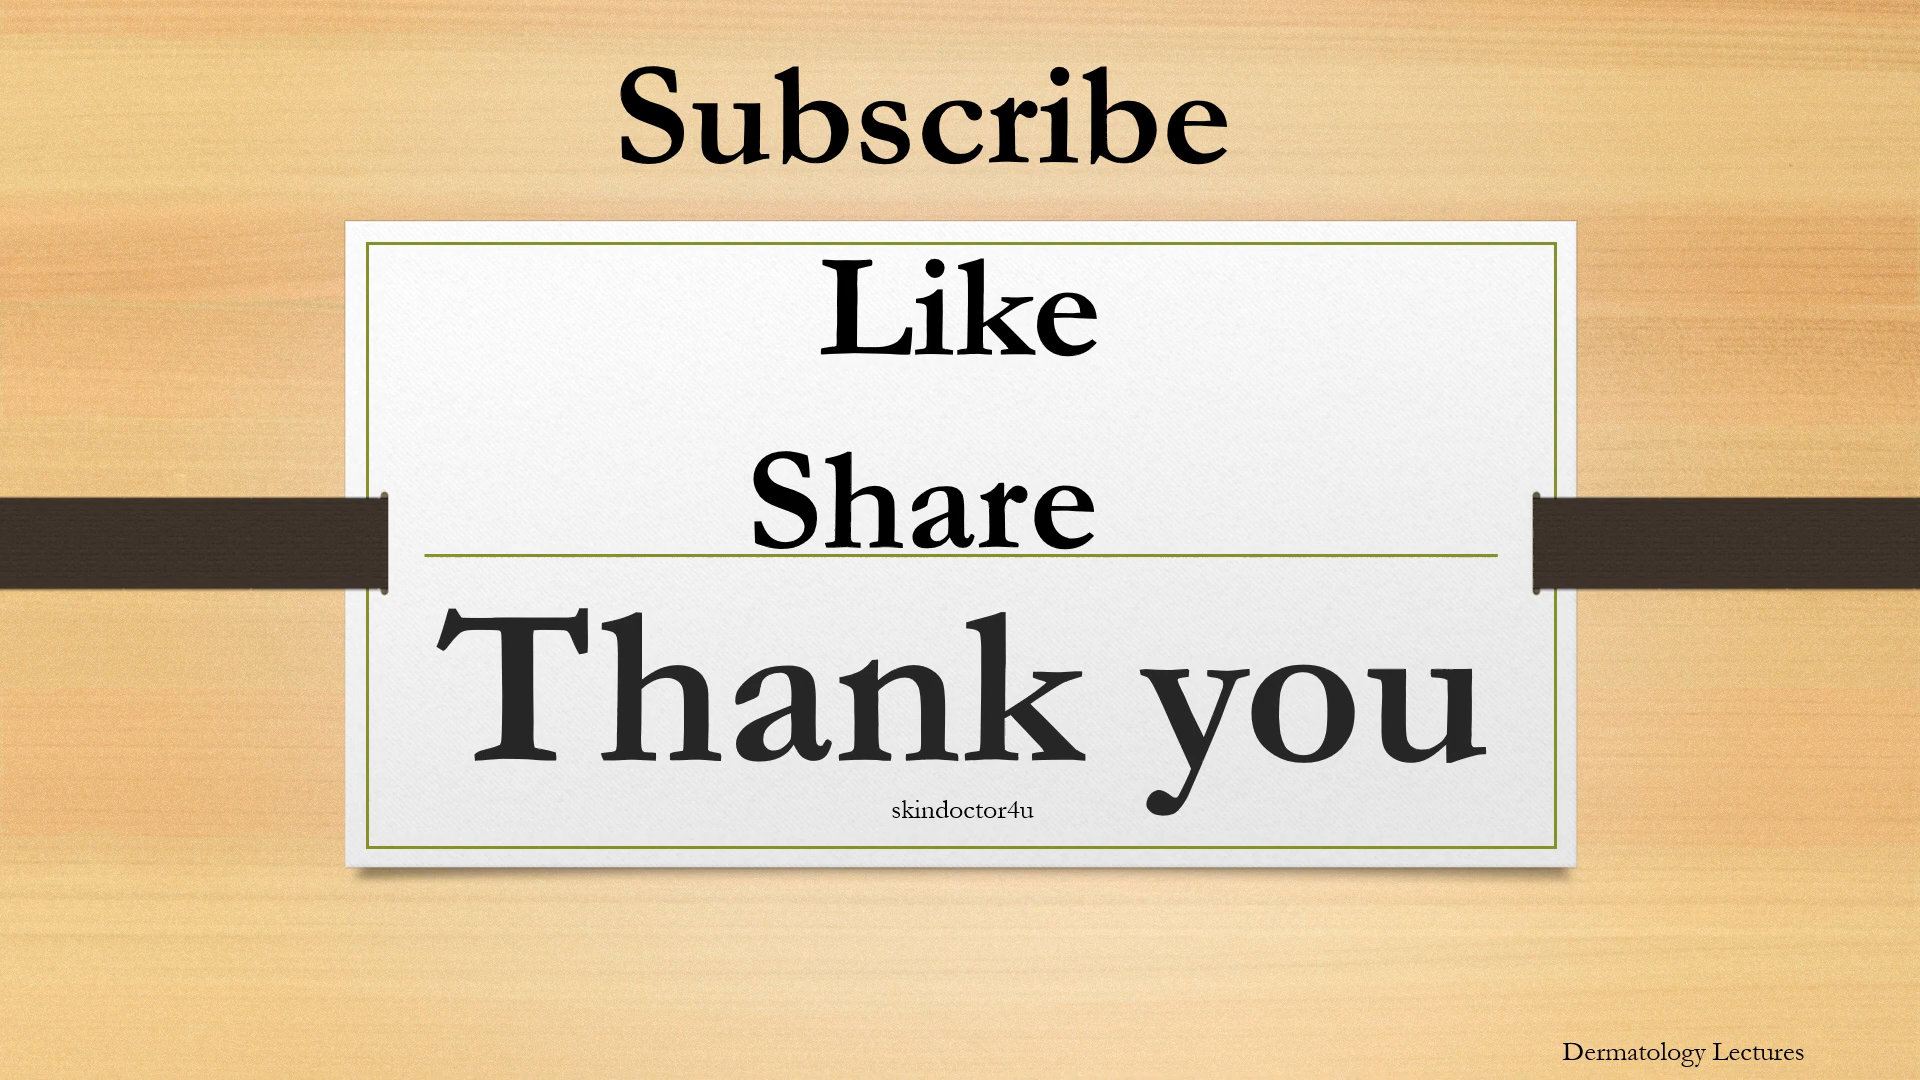 Subscribe
Like
Share
Thank you
skindoctor4u
Dermatology Lectures